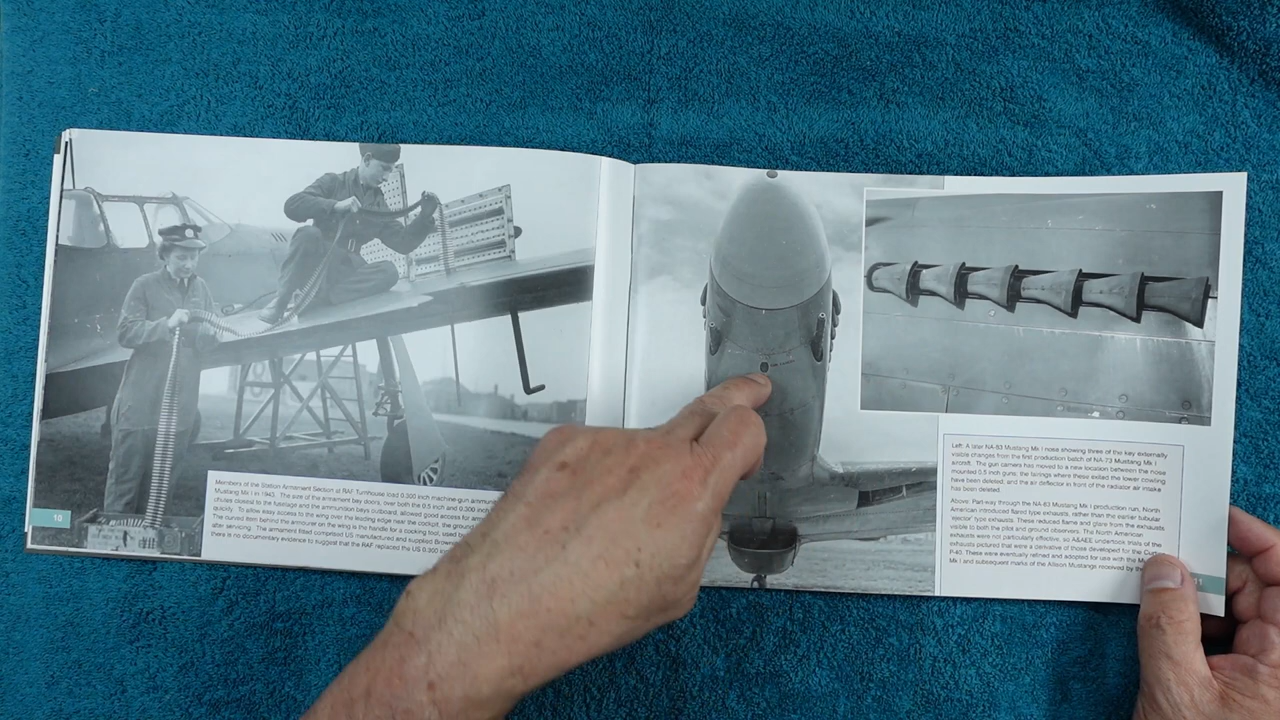 Members of the Station Armament Section of RAF Turnhouse load 0.300 inch machine-gun ammunition
Mustang Mk I in 1943. The size of the armament bay doors, over both the 0.5 inch and 0.300 inch
chutes closest to the fuselage and the ammunition bays outboard, allowed good access for
quickly. To allow easy access to the wing over the leading edge near the cockpit, the ground
The curved item behind the armourer on the wing is the handle for a cocking tool, used
after servicing. The armament fitted comprised US manufactured and supplied
there is no documentary evidence to suggest that the RAF replaced the US 0.300
10
Left: A later NA-83 Mustang Mk I nose showing three of the key externally
visible changes from the first production batch of NA-73 Mustang Mk I
aircraft. The gun camera has moved to a new location between the nose
mounted 0.5 inch guns; the fairings where these exited the lower cowling
have been deleted; and the air deflector in front of the radiator air intake
has been deleted.
Above: Part-way through the NA-83 Mustang Mk I production run, North
American introduced flared type exhausts, rather than the earlier tubular
'ejector' type exhausts. These reduced flame and glare from the exhausts
visible to both the pilot and ground observers. The North American
exhausts were not particularly effective, so A&AEE undertook trials of the
exhausts pictured that were a derivative of those developed for the
P-40. These were eventually refined and adopted for use with the
Mk I and subsequent marks of the Allison Mustangs received by
11